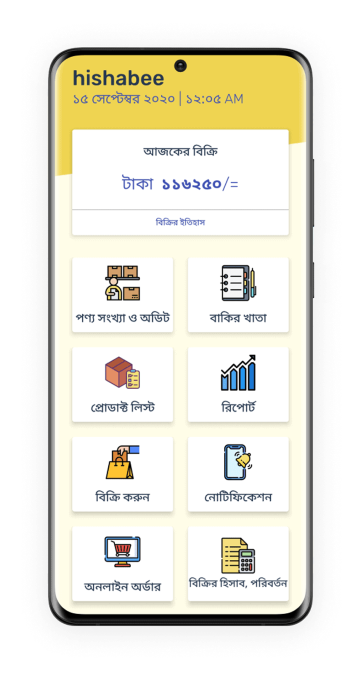 hishabee
১৫ সেপ্টেম্বর ২০২০ | ১২:০৫ AM
আজকের বিক্রি
টাকা ১১৬২৫০/=
বিক্রির ইতিহাস
পণ্য সংখ্যা ও অডিট
বাকির খাতা
প্রোডাক্ট লিস্ট
রিপোর্ট
বিক্রি করুন
নোটিফিকেশন
অনলাইন অর্ডার
বিক্রির হিসাব, পরিবর্তন